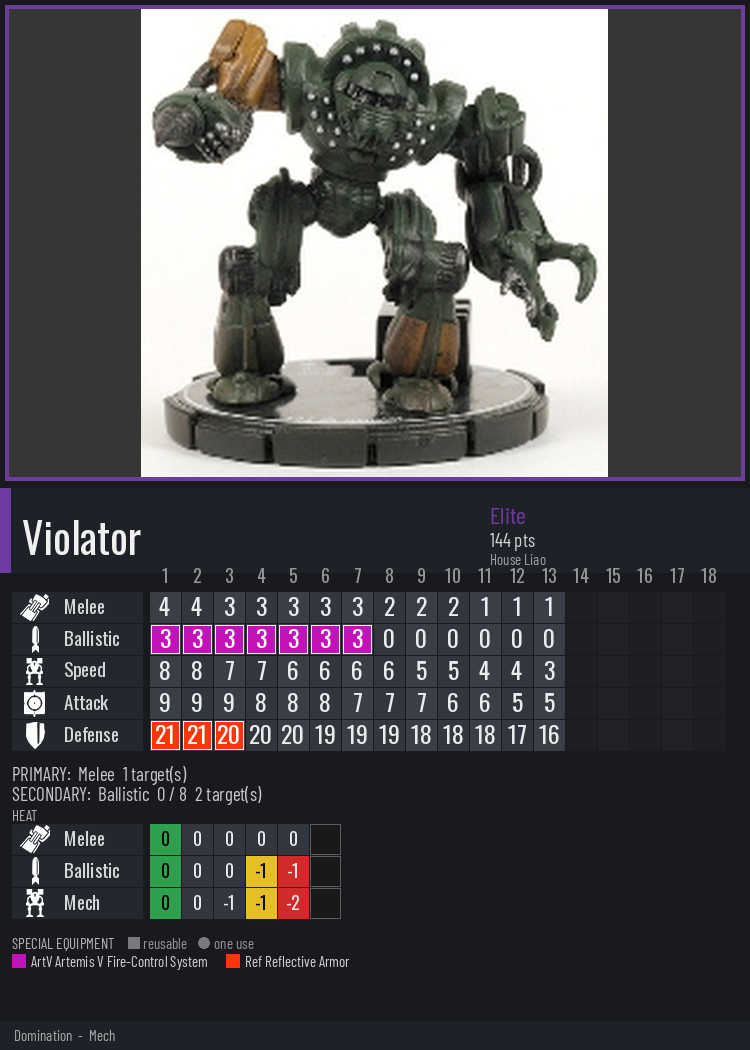 Violator
Elite
144 pts
House Liao
1 2 3 4 5 6 7 8 9 10 11 12 13 14 15 16 17 18
Melee 4 4 3 3 3 3 3 2 2 2 1 1 1
Ballistic 3 3 3 3 3 3 3 0 0 0 0 0 0
Speed 8 8 7 7 6 6 6 6 5 5 4 4 3
Attack 9 9 9 8 8 8 7 7 7 6 6 5 5
Defense 21 21 20 20 20 19 19 19 18 18 18 17 16
PRIMARY: Melee 1 target(s)
SECONDARY: Ballistic 0 / 8 2 target(s)
HEAT
Melee 0 0 0 0 0
Ballistic 0 0 0 -1 -1
Mech 0 0 -1 -1 -2
SPECIAL EQUIPMENT reusable one use
ArtV Artemis V Fire-Control System Ref Reflective Armor
Domination - Mech